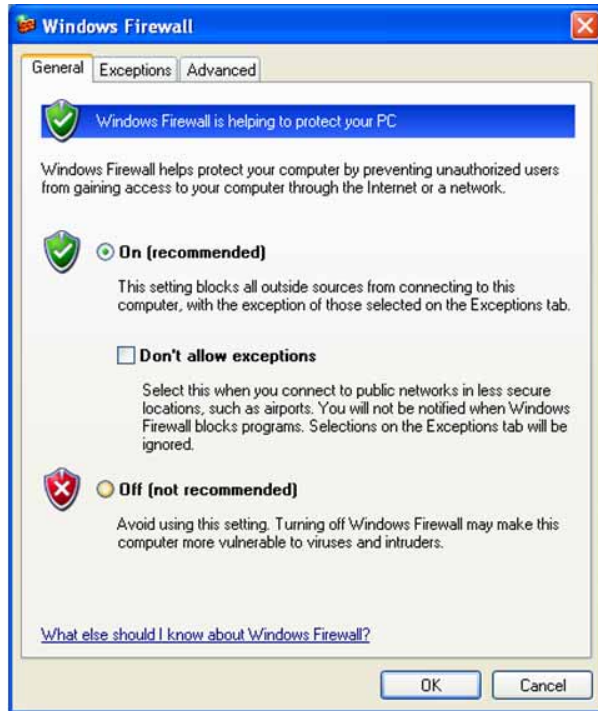 Windows Firewall
General Exceptions Advanced
Windows Firewall is helping to protect your PC
Windows Firewall helps protect your computer by preventing unauthorized users
from gaining access to your computer through the Internet or a network.
On (recommended)
This setting blocks all outside sources from connecting to this
computer, with the exception of those selected on the Exceptions tab.
Don't allow exceptions
Select this when you connect to public networks in less secure
locations, such as airports. You will not be notified when Windows
Firewall blocks programs. Selections on the Exceptions tab will be
ignored.
Off (not recommended)
Avoid using this setting. Turning off Windows Firewall may make this
computer more vulnerable to viruses and intruders.
What else should I know about Windows Firewall?
OK Cancel